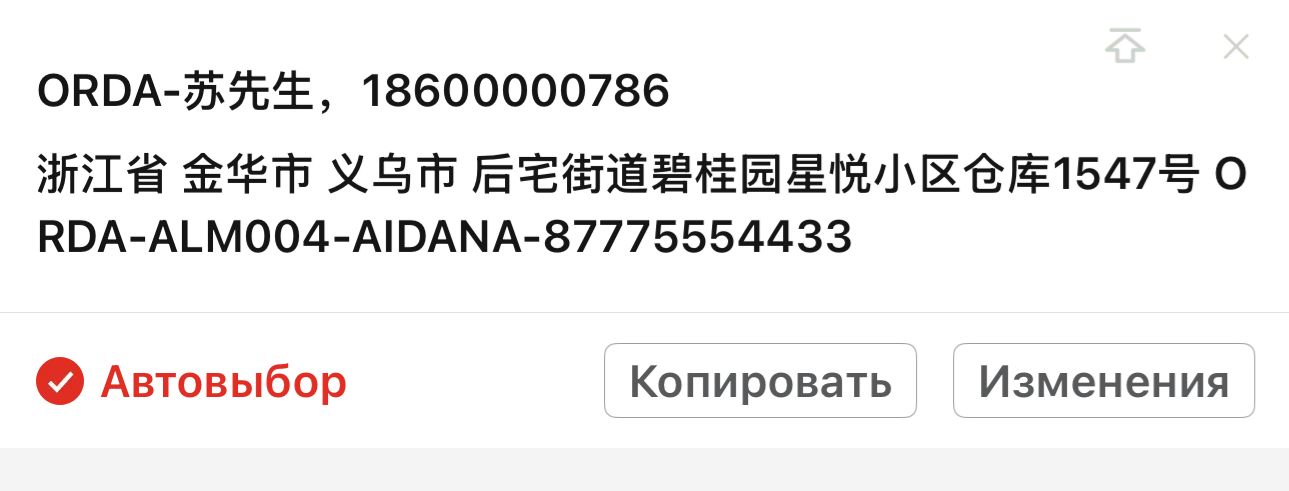 ORDA-苏先生，18600000786
浙江省 金华市 义乌市 后宅街道碧桂园星悦小区仓库1547号 O
RDA-ALM004-AIDANA-87775554433
Автовыбор
Копировать
Изменения